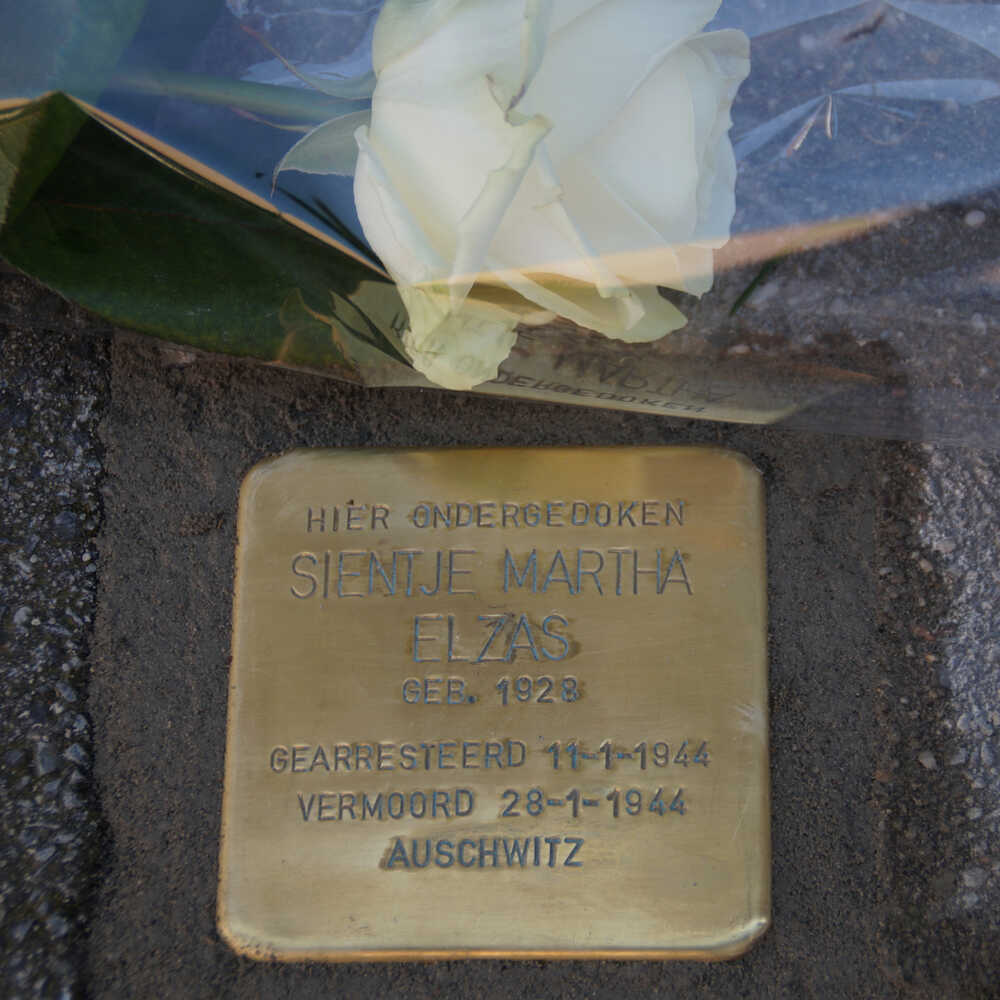 HIER ONDERGEDOKEN
SIENTJE MARTHA
ELZAS
GEB. 1928
GEARRESTEERD 11-1-1944
VERMOORD 28-1-1944
AUSCHWITZ